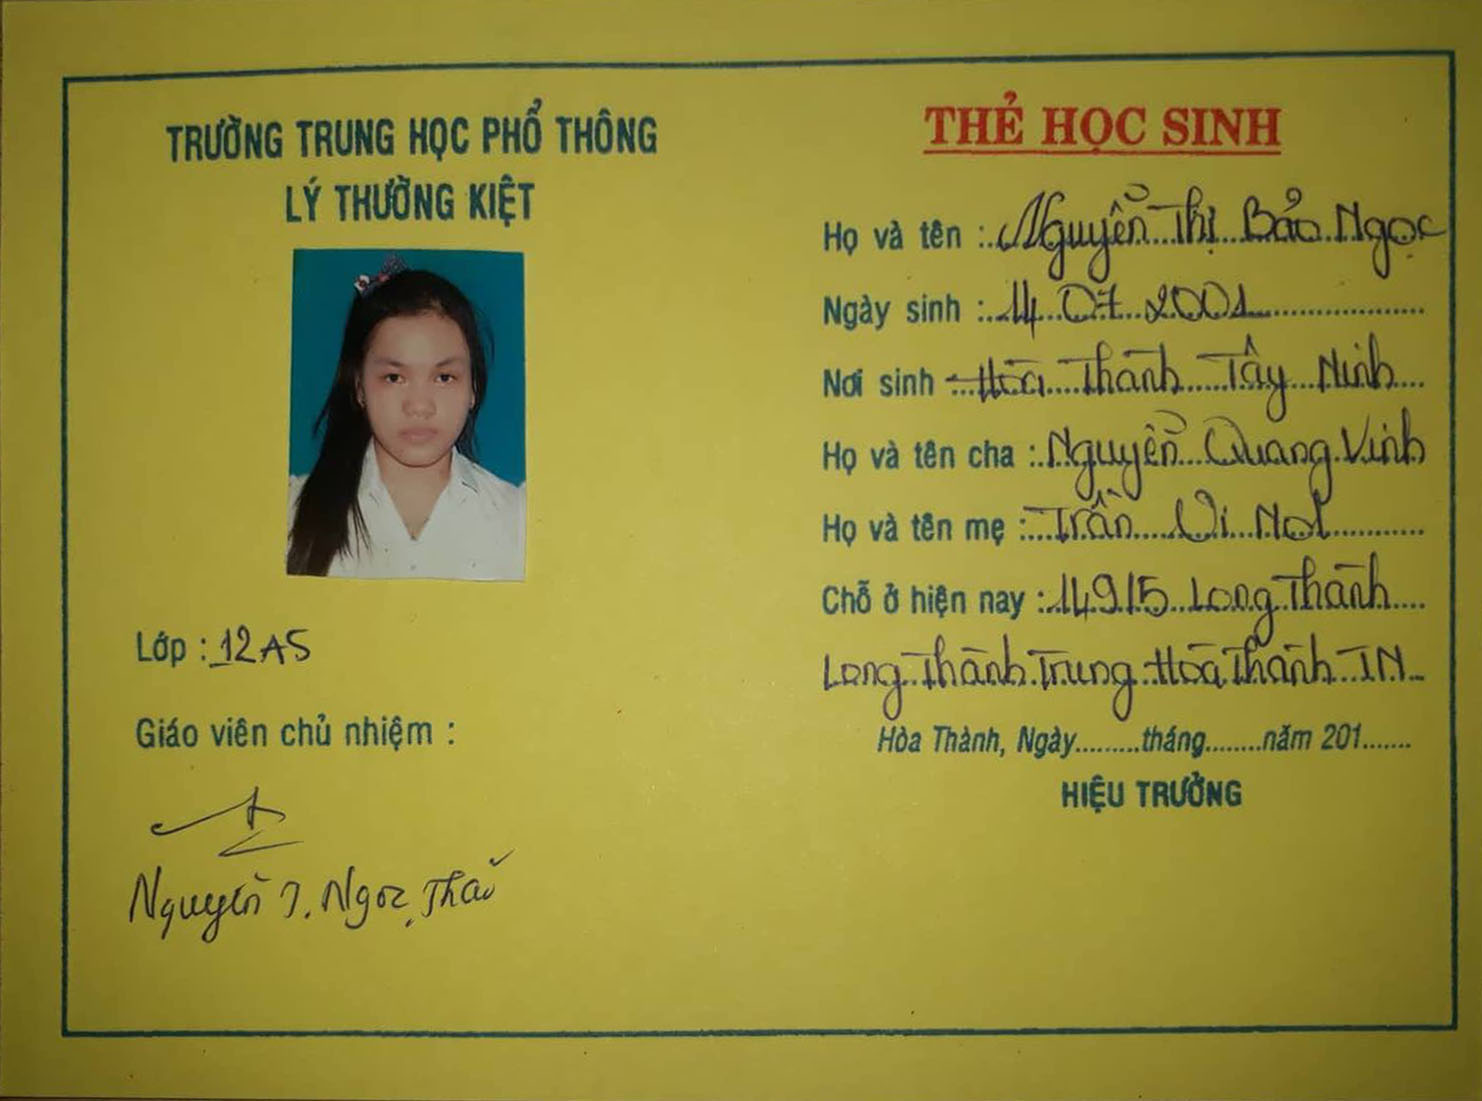 TRƯỜNG TRUNG HỌC PHỔ THÔNG
LÝ THƯỜNG KIỆT
Lớp : 12A5
Giáo viên chủ nhiệm :
Nguyễn T. Ngọc Thảo
THẺ HỌC SINH
Họ và tên : Nguyễn Thị Bảo Ngọc
Ngày sinh : 14 07 2001
Nơi sinh Hòa Thành Tây Ninh
Họ và tên cha : Nguyễn Quang Vinh
Họ và tên mẹ : Trần Vi Nol
Chỗ ở hiện nay : 149/5 Long Thành
Long Thành Trung Hòa Thành TN
Hòa Thành, Ngày.........tháng........năm 201.......
HIỆU TRƯỞNG